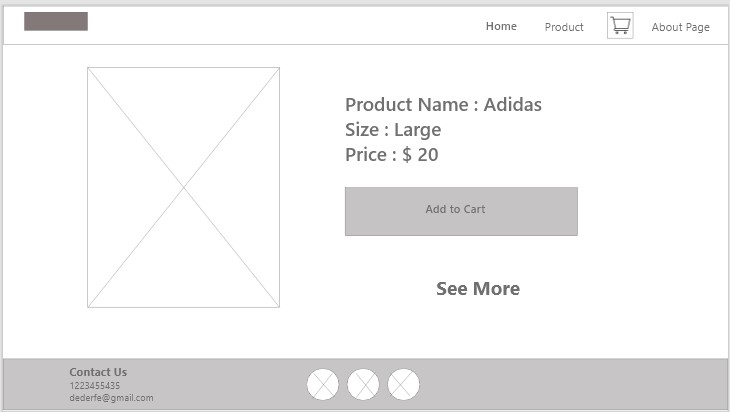 Home Product About Page
Product Name : Adidas
Size : Large
Price : $ 20
Add to Cart
See More
Contact Us
1223455435
dederfe@gmail.com